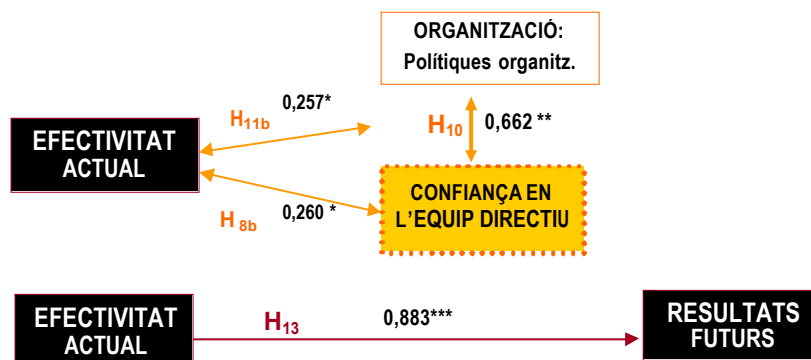 ORGANITZACIÓ:
Polítiques organitz.
0,257*
H11b
H10
0,662 **
EFECTIVITAT
ACTUAL
CONFIANÇA EN
L'EQUIP DIRECTIU
H 8b
0,260 *
EFECTIVITAT
ACTUAL
H13
0,883***
RESULTATS
FUTURS